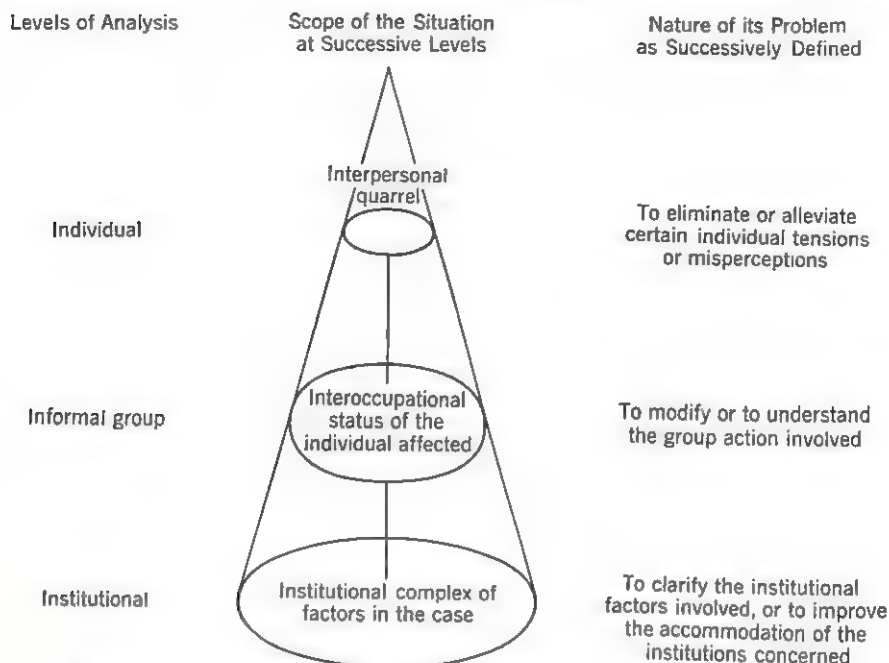 Levels of Analysis
Scope of the Situation
at Successive Levels
Nature of its Problem
as Successively Defined
Interpersonal
quarrel
Individual
To eliminate or alleviate
certain individual tensions
or misperceptions
Informal group
Interoccupational
status of the
individual affected
To modify or to understand
the group action involved
Institutional
Institutional complex of
factors in the case
To clarify the institutional
factors involved, or to improve
the accommodation of the
institutions concerned